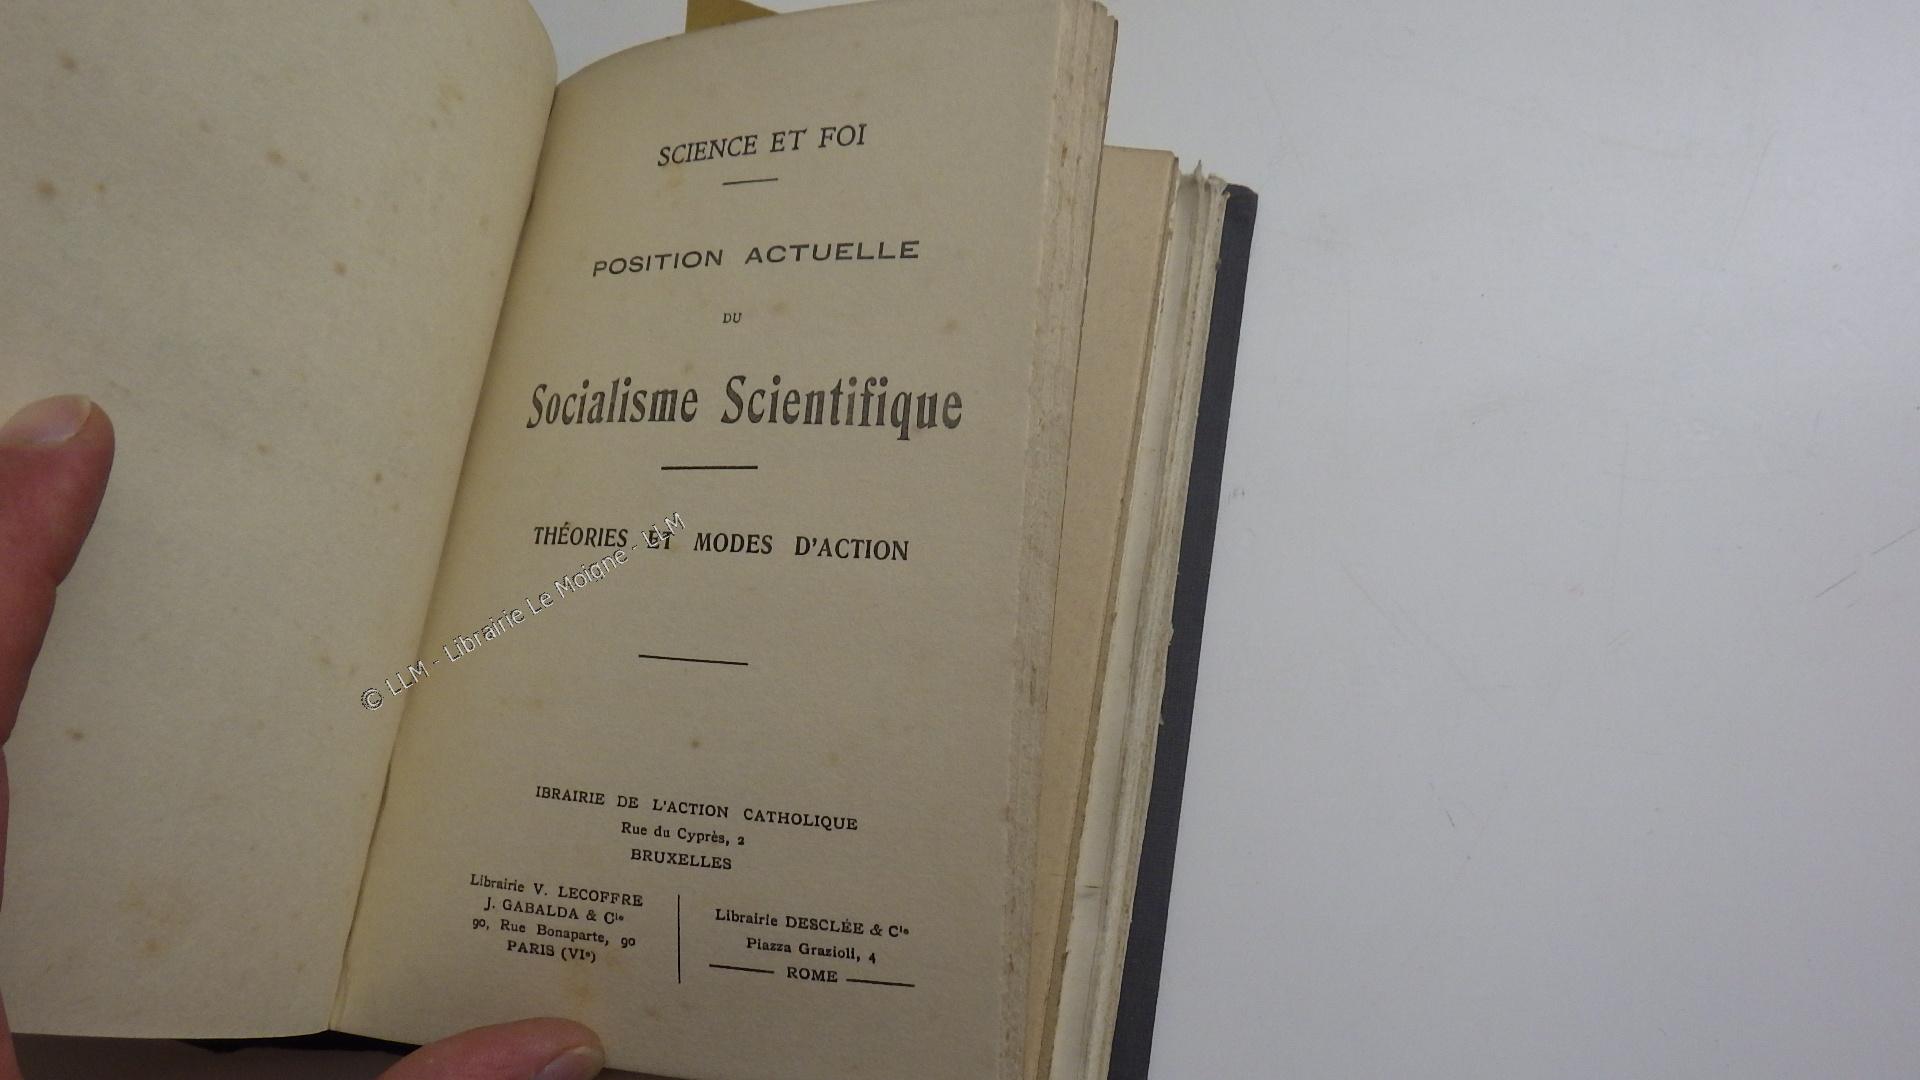 SCIENCE ET FOI
POSITION ACTUELLE
DU
Socialisme Scientifique
THÉORIES ET MODES D'ACTION
© LLM - Librairie Le Moigne - LLM
IBRAIRIE DE L'ACTION CATHOLIQUE
Rue du Cyprès, 2
BRUXELLES
Librairie V. LECOFFRE
J. GABALDA & Cie
90, Rue Bonaparte, 90
PARIS (VIe)
Librairie DESCLÉE & Cie
Piazza Grazioli, 4
ROME